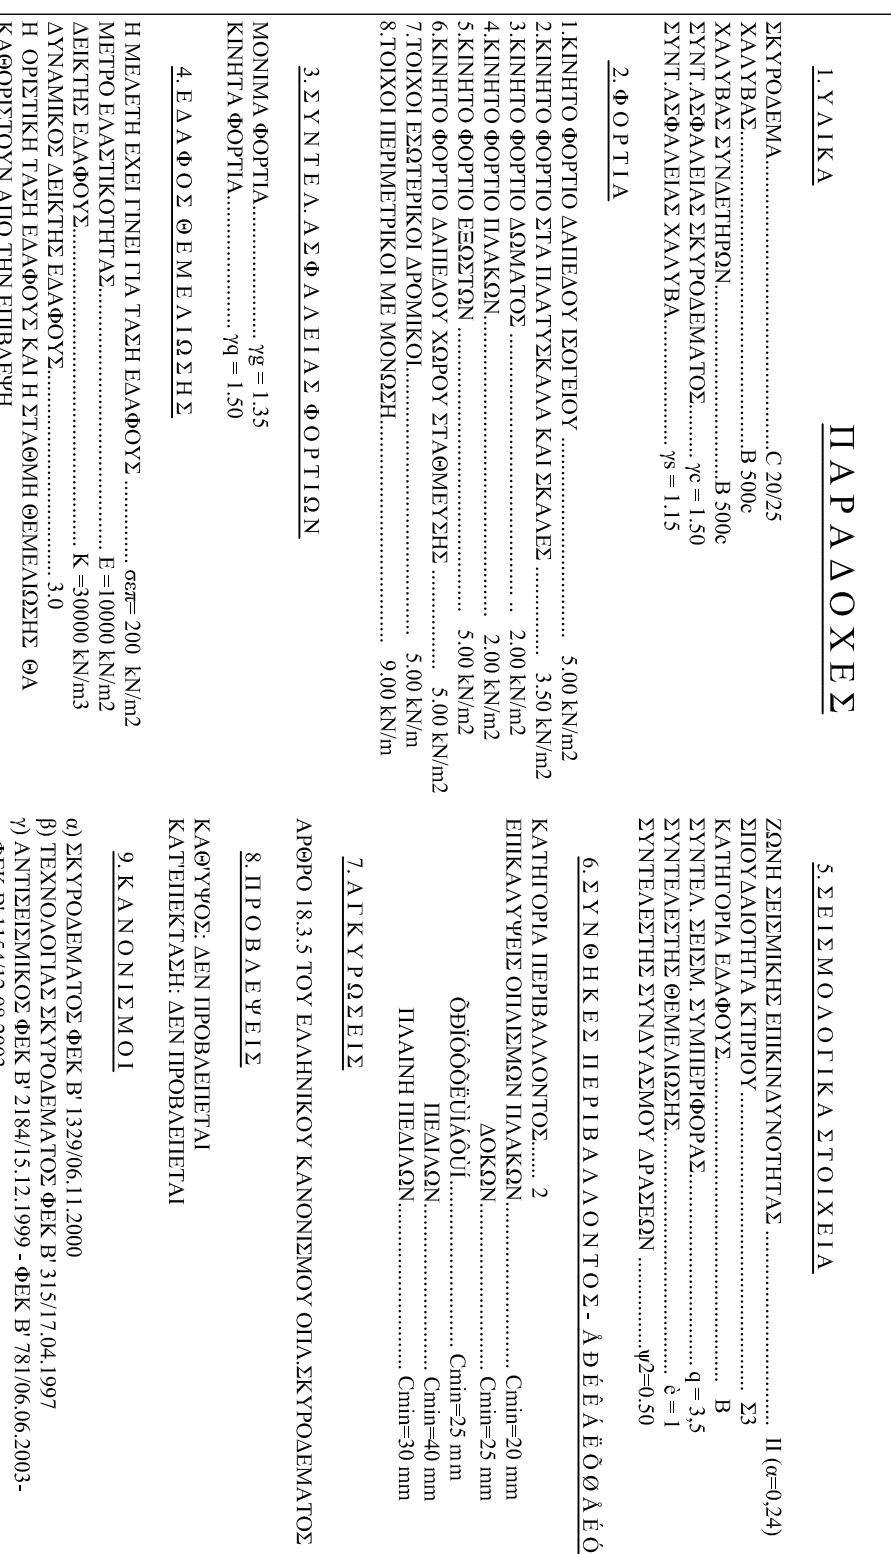 ΠΑΡΑΔΟΧΕΣ
1. ΥΛΙΚΑ
ΣΚΥΡΟΔΕΜΑ................................................C 20/25
ΧΑΛΥΒΑΣ......................................................B 500c
ΧΑΛΥΒΑΣ ΣΥΝΔΕΤΗΡΩΝ................................B 500c
ΣΥΝΤ.ΑΣΦΑΛΕΙΑΣ ΣΚΥΡΟΔΕΜΑΤΟΣ......... γc = 1.50
ΣΥΝΤ.ΑΣΦΑΛΕΙΑΣ ΧΑΛΥΒΑ...................... γs = 1.15
2. ΦΟΡΤΙΑ
1.ΚΙΝΗΤΟ ΦΟΡΤΙΟ ΔΑΠΕΔΟΥ ΙΣΟΓΕΙΟΥ .................................. 5.00 kN/m2
2.ΚΙΝΗΤΟ ΦΟΡΤΙΟ ΣΤΑ ΠΛΑΤΥΣΚΑΛΑ ΚΑΙ ΣΚΑΛΕΣ ............... 3.50 kN/m2
3.ΚΙΝΗΤΟ ΦΟΡΤΙΟ ΔΩΜΑΤΟΣ ............................................. .. 2.00 kN/m2
4.ΚΙΝΗΤΟ ΦΟΡΤΙΟ ΠΛΑΚΩΝ.................................................... 2.00 kN/m2
5.ΚΙΝΗΤΟ ΦΟΡΤΙΟ ΕΞΩΣΤΩΝ ................................................. 5.00 kN/m2
6.ΚΙΝΗΤΟ ΦΟΡΤΙΟ ΔΑΠΕΔΟΥ ΧΩΡΟΥ ΣΤΑΘΜΕΥΣΗΣ ................. 5.00 kN/m2
7.ΤΟΙΧΟΙ ΕΣΩΤΕΡΙΚΟΙ ΔΡΟΜΙΚΟΙ............................................. 5.00 kN/m
8.ΤΟΙΧΟΙ ΠΕΡΙΜΕΤΡΙΚΟΙ ΜΕ ΜΟΝΩΣΗ...................................... 9.00 kN/m
3. ΣΥΝΤΕΛ. ΑΣΦΑΛΕΙΑΣ ΦΟΡΤΙΩΝ
ΜΟΝΙΜΑ ΦΟΡΤΙΑ....................... γg = 1.35
ΚΙΝΗΤΑ ΦΟΡΤΙΑ....................... γq = 1.50
4. ΕΔΑΦΟΣ ΘΕΜΕΛΙΩΣΗΣ
Η ΜΕΛΕΤΗ ΕΧΕΙ ΓΙΝΕΙ ΓΙΑ ΤΑΣΗ ΕΔΑΦΟΥΣ ............... σεπ= 200 kN/m2
ΜΕΤΡΟ ΕΛΑΣΤΙΚΟΤΗΤΑΣ............................................. E =10000 kN/m2
ΔΕΙΚΤΗΣ ΕΔΑΦΟΥΣ....................................................... K =30000 kN/m3
ΔΥΝΑΜΙΚΟΣ ΔΕΙΚΤΗΣ ΕΔΑΦΟΥΣ.................................... 3.0
Η ΟΡΙΣΤΙΚΗ ΤΑΣΗ ΕΔΑΦΟΥΣ ΚΑΙ Η ΣΤΑΘΜΗ ΘΕΜΕΛΙΩΣΗΣ ΘΑ
ΚΑΘΟΡΙΣΤΟΥΝ ΑΠΟ ΤΗΝ ΕΠΙΒΛΕΨΗ
5. ΣΕΙΣΜΟΛΟΓΙΚΑ ΣΤΟΙΧΕΙΑ
ΖΩΝΗ ΣΕΙΣΜΙΚΗΣ ΕΠΙΚΙΝΔΥΝΟΤΗΤΑΣ ................................ II (α=0,24)
ΣΠΟΥΔΑΙΟΤΗΤΑ ΚΤΙΡΙΟΥ................................................... Σ3
ΚΑΤΗΓΟΡΙΑ ΕΔΑΦΟΥΣ...................................................... B
ΣΥΝΤΕΛ. ΣΕΙΣΜ. ΣΥΜΠΕΡΙΦΟΡΑΣ................................. q = 3,5
ΣΥΝΤΕΛΕΣΤΗΣ ΘΕΜΕΛΙΩΣΗΣ......................................... è = 1
ΣΥΝΤΕΛΕΣΤΗΣ ΣΥΝΔΥΑΣΜΟΥ ΔΡΑΣΕΩΝ ................ψ2=0.50
6. ΣΥΝΘΗΚΕΣ ΠΕΡΙΒΑΛΛΟΝΤΟΣ - ÅÐÉÊÁËÕØÅÉÓ
ΚΑΤΗΓΟΡΙΑ ΠΕΡΙΒΑΛΛΟΝΤΟΣ...... 2
ΕΠΙΚΑΛΥΨΕΙΣ ΟΠΛΙΣΜΩΝ ΠΛΑΚΩΝ............................. Cmin=20 mm
ΔΟΚΩΝ............................. Cmin=25 mm
ÕÐÏÓÔÕËÙÌÁÔÙÍ............................. Cmin=25 mm
ΠΕΔΙΛΩΝ............................. Cmin=40 mm
ΠΛΑΙΝΗ ΠΕΔΙΛΩΝ............................. Cmin=30 mm
7. ΑΓΚΥΡΩΣΕΙΣ
ΑΡΘΡΟ 18.3.5 ΤΟΥ ΕΛΛΗΝΙΚΟΥ ΚΑΝΟΝΙΣΜΟΥ ΟΠΛ.ΣΚΥΡΟΔΕΜΑΤΟΣ
8. ΠΡΟΒΛΕΨΕΙΣ
ΚΑΘ'ΥΨΟΣ: ΔΕΝ ΠΡΟΒΛΕΠΕΤΑΙ
ΚΑΤ'ΕΠΕΚΤΑΣΗ: ΔΕΝ ΠΡΟΒΛΕΠΕΤΑΙ
9. ΚΑΝΟΝΙΣΜΟΙ
α) ΣΚΥΡΟΔΕΜΑΤΟΣ ΦΕΚ Β' 1329/06.11.2000
β) ΤΕΧΝΟΛΟΓΙΑΣ ΣΚΥΡΟΔΕΜΑΤΟΣ ΦΕΚ Β' 315/17.04.1997
γ) ΑΝΤΙΣΕΙΣΜΙΚΟΣ ΦΕΚ Β' 2184/15.12.1999 - ΦΕΚ Β' 781/06.06.2003-